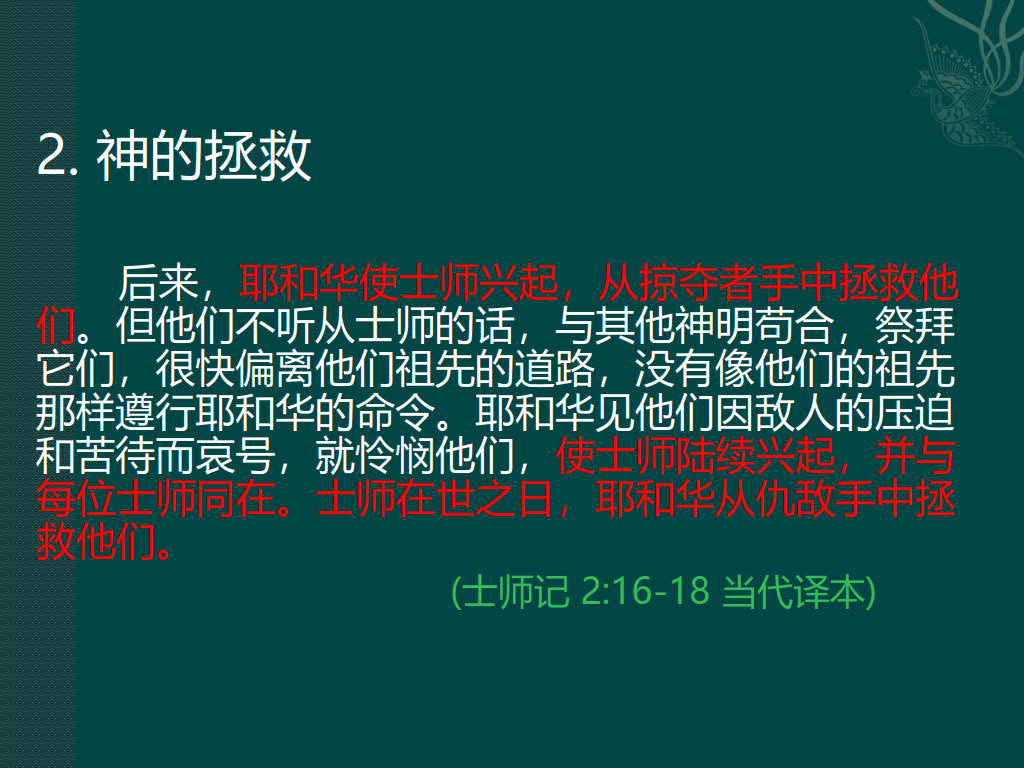 2. 神的拯救
后来，耶和华使士师兴起，从掠夺者手中拯救他
们。但他们不听从士师的话，与其他神明苟合，祭拜
它们，很快偏离他们祖先的道路，没有像他们的祖先
那样遵行耶和华的命令。耶和华见他们因敌人的压迫
和苦待而哀号，就怜悯他们，使士师陆续兴起，并与
每位士师同在。士师在世之日，耶和华从仇敌手中拯
救他们。
(士师记 2:16-18 当代译本)